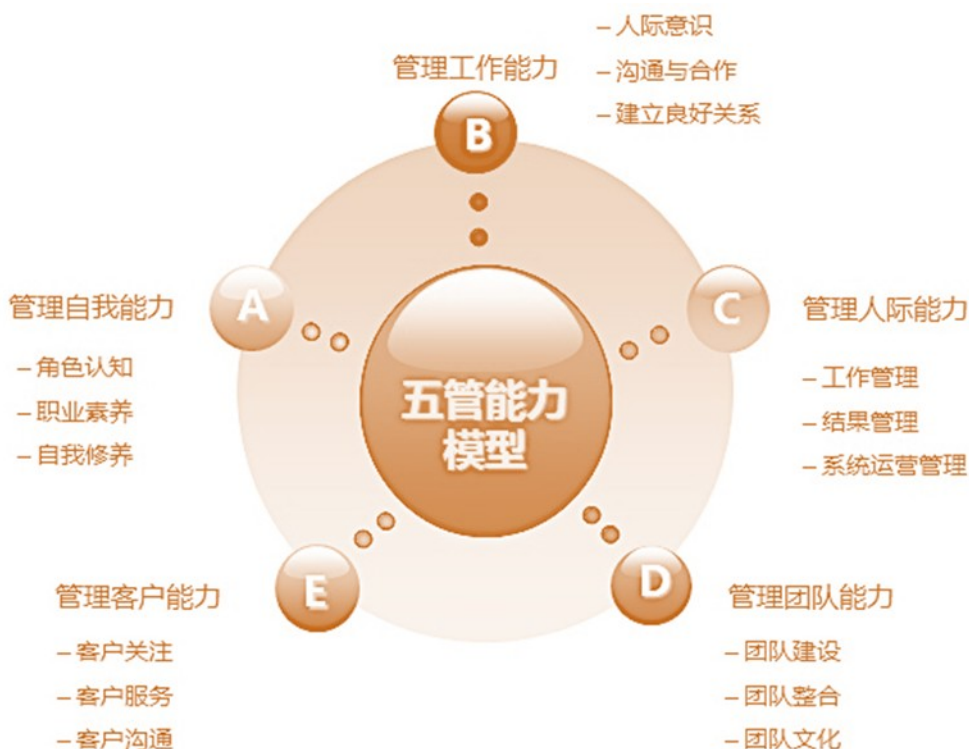 管理工作能力
– 人际意识
– 沟通与合作
– 建立良好关系
B
A
管理自我能力
– 角色认知
– 职业素养
– 自我修养
C
管理人际能力
– 工作管理
– 结果管理
– 系统运营管理
五管能力
模型
E
管理客户能力
– 客户关注
– 客户服务
– 客户沟通
D
管理团队能力
– 团队建设
– 团队整合
– 团队文化